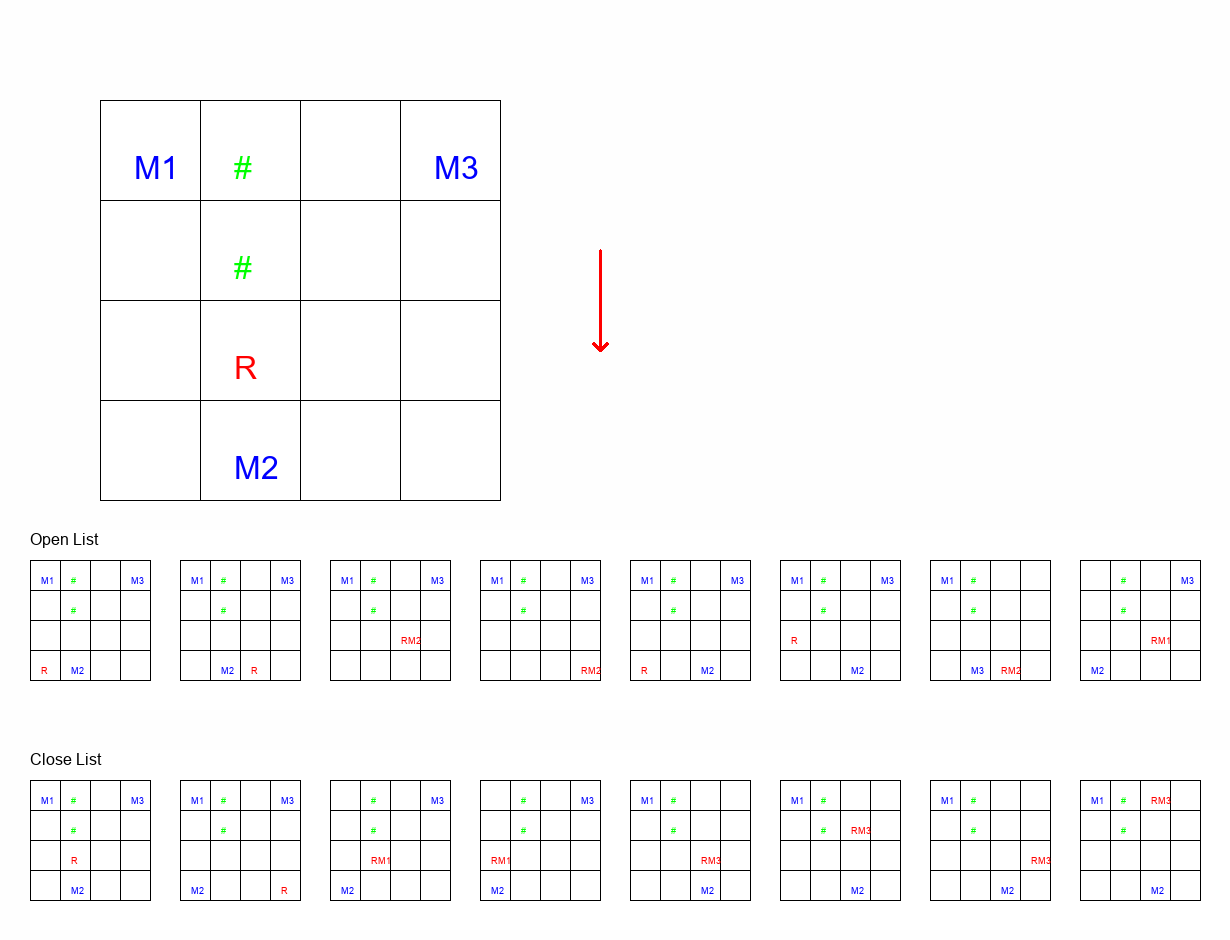 M1 # M3
#
R
M2
Open List
M1 # M3 M1 # M3 M1 # M3 M1 # M3 M1 # M3 M1 # M3 M1 # # M3
# # # # # # # #
RM2 R RM1
R M2 M2 R RM2 R M2 M2 M3 RM2 M2
Close List
M1 # M3 M1 # M3 # M3 # M3 M1 # M1 # M1 # M1 # RM3
# # # # # # RM3 # #
R RM1 RM1 RM3 RM3
M2 M2 R M2 M2 M2 M2 M2 M2